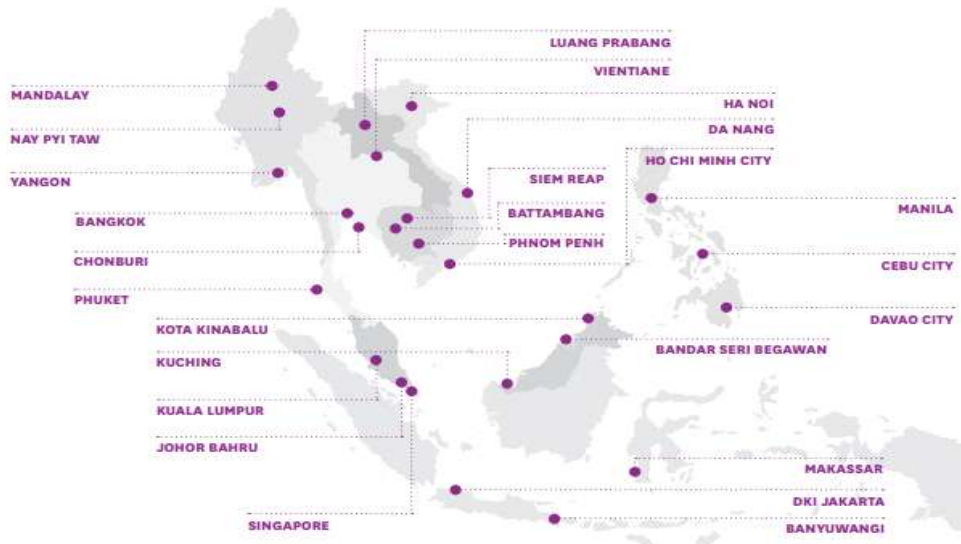 LUANG PRABANG
VIENTIANE
MANDALAY
HA NOI
NAY PYI TAW
DA NANG
HO CHI MINH CITY
YANGON
SIEM REAP
BANGKOK
BATTAMBANG
MANILA
PHNOM PENH
CHONBURI
CEBU CITY
PHUKET
DAVAO CITY
KOTA KINABALU
BANDAR SERI BEGAWAN
KUCHING
KUALA LUMPUR
JOHOR BAHRU
MAKASSAR
DKI JAKARTA
SINGAPORE
BANYUWANGI